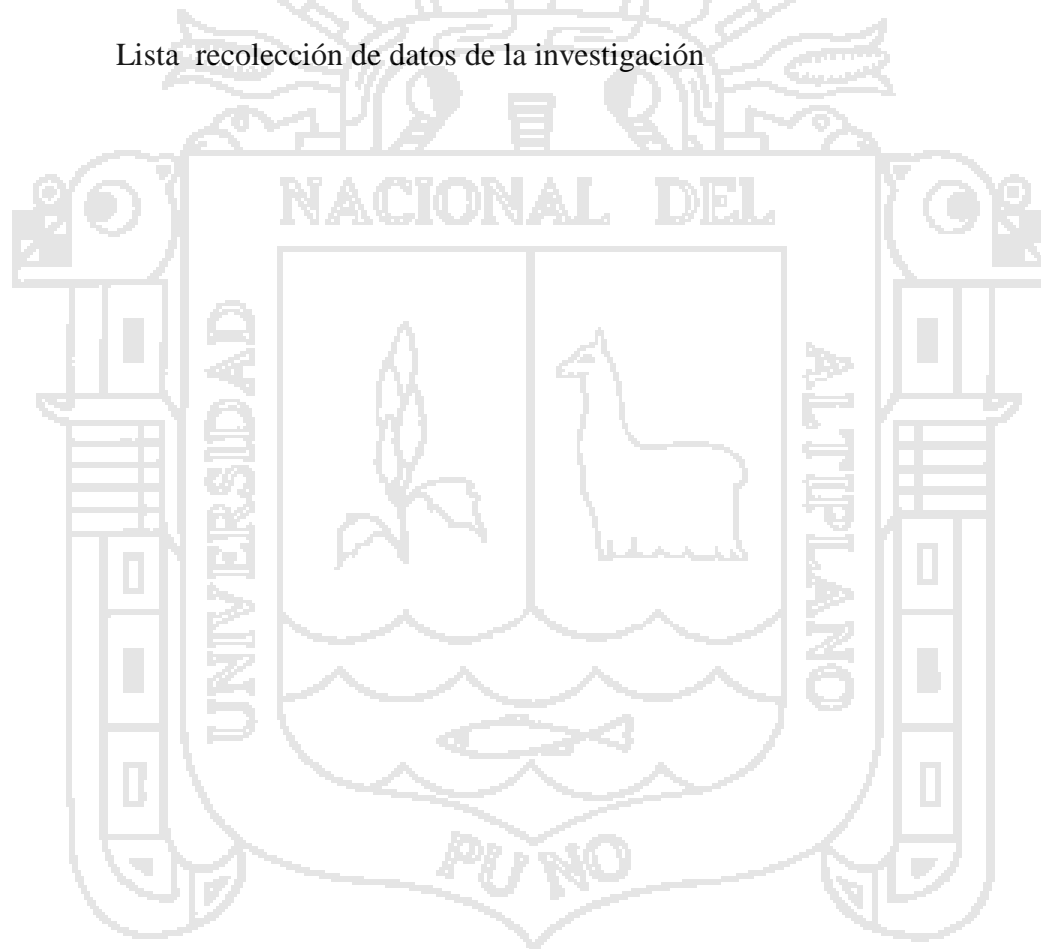 Lista  recolección de datos de la investigación
NACIONAL DEL
UNIVERSIDAD
ALTIPLANO
PUNO